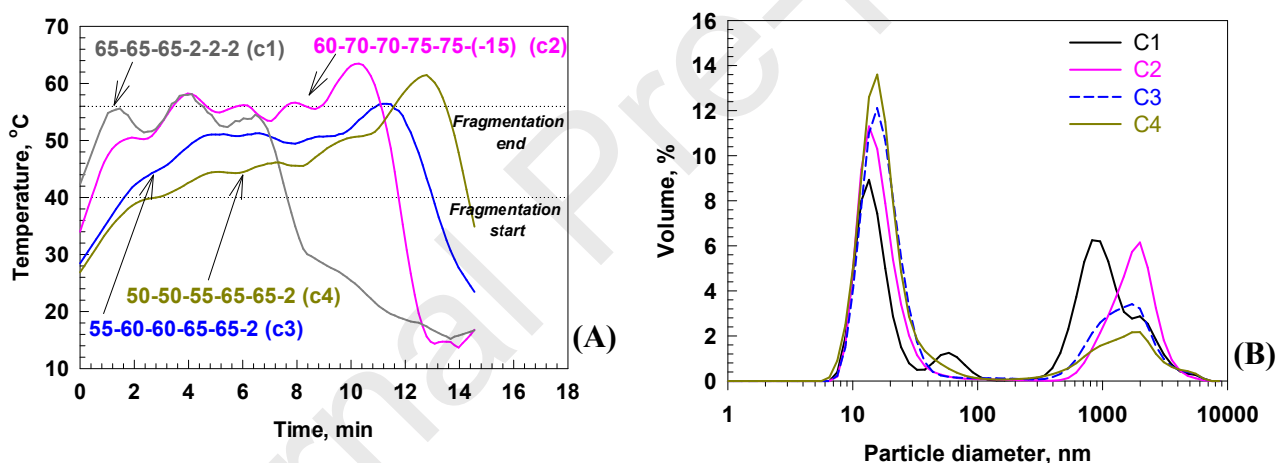 70
60
50
40
30
20
10
0
2
4
6
8
10
12
14
16
18
Temperature, °C
Time, min
65-65-65-2-2-2 (c1)
60-70-70-75-75-(-15) (c2)
Fragmentation
end
Fragmentation
start
50-50-55-65-65-2 (c4)
55-60-60-65-65-2 (c3)
(A)
16
14
12
10
8
6
4
2
0
1
10
100
1000
10000
Volume, %
Particle diameter, nm
C1
C2
C3
C4
(B)
rnal Pre-